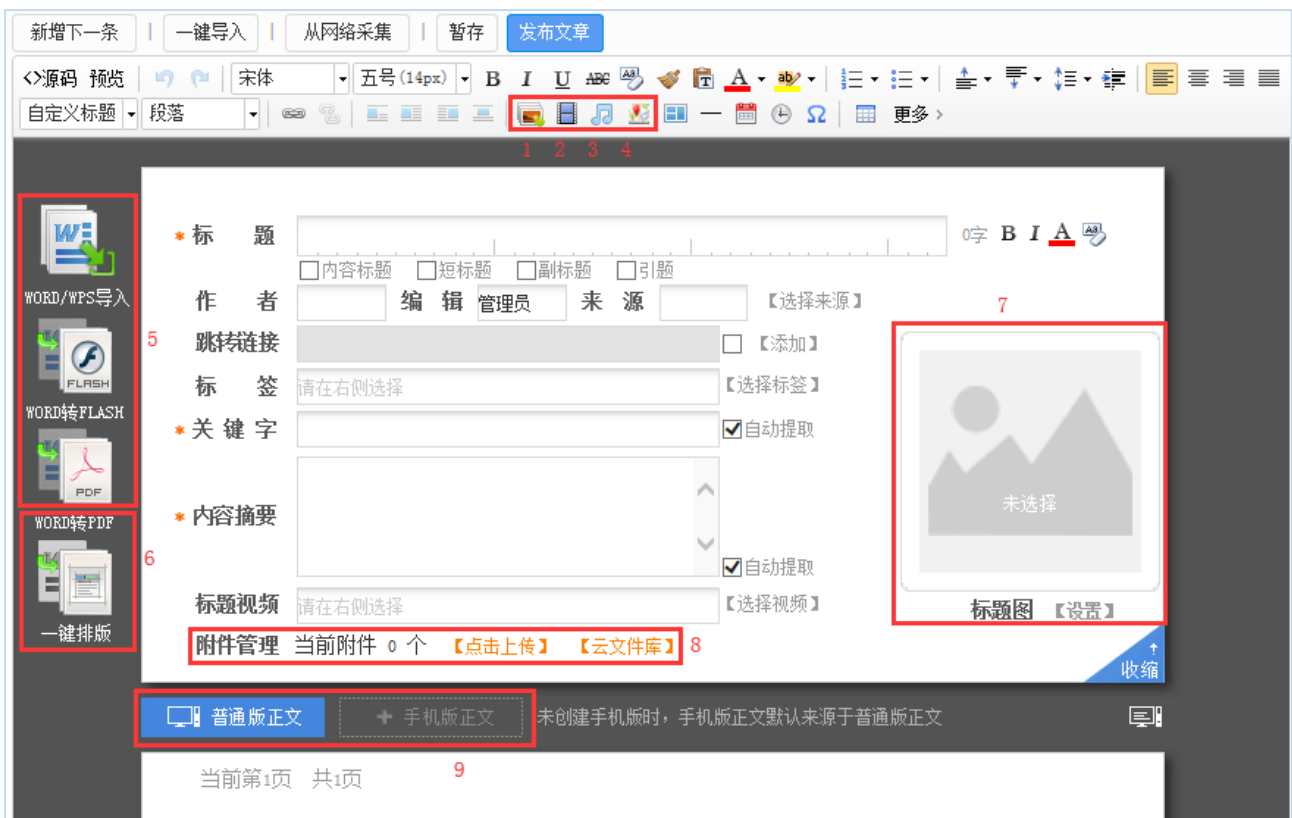 新增下一条 | 一键导入 | 从网络采集 | 暂存 发布文章
<>源码 预览 宋体 五号(14px) B I U ABC A ab
自定义标题 段落 更多 >
1 2 3 4
*标 题 0字 B I A
内容标题 短标题 副标题 引题
WORD/WPS导入
作 者 编 辑 管理员 来 源 【选择来源】
7
5
跳转链接 【添加】
FLASH
标 签 请在右侧选择 【选择标签】
WORD转FLASH
*关 键 字 自动提取
PDF
未选择
WORD转PDF
*内容摘要
6
自动提取
标题视频 请在右侧选择 【选择视频】
标题图 【设置】
一键排版
附件管理 当前附件 0 个 【点击上传】 【云文件库】 8
收缩
普通版正文 + 手机版正文 未创建手机版时，手机版正文默认来源于普通版正文
9
当前第1页 共1页